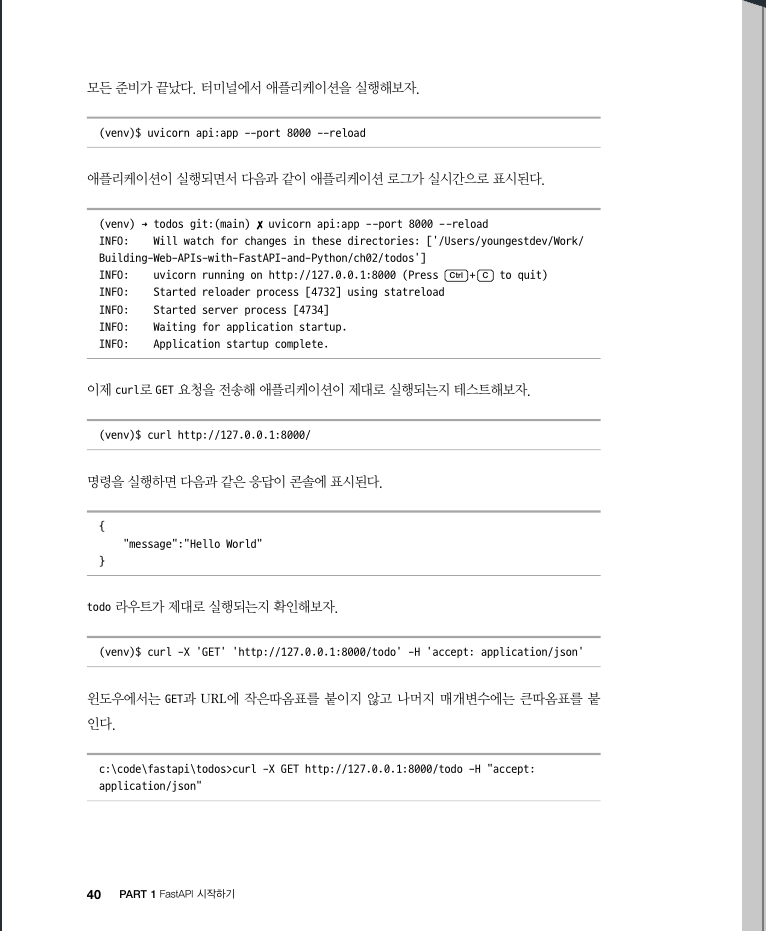 모든 준비가 끝났다. 터미널에서 애플리케이션을 실행해보자.
(venv)$ uvicorn api:app --port 8000 --reload
애플리케이션이 실행되면서 다음과 같이 애플리케이션 로그가 실시간으로 표시된다.
(venv) → todos git:(main) ✗ uvicorn api:app --port 8000 --reload
INFO:    Will watch for changes in these directories: ['/Users/youngestdev/Work/
Building-Web-APIs-with-FastAPI-and-Python/ch02/todos']
INFO:    uvicorn running on http://127.0.0.1:8000 (Press Ctrl+C to quit)
INFO:    Started reloader process [4732] using statreload
INFO:    Started server process [4734]
INFO:    Waiting for application startup.
INFO:    Application startup complete.
이제 curl로 GET 요청을 전송해 애플리케이션이 제대로 실행되는지 테스트해보자.
(venv)$ curl http://127.0.0.1:8000/
명령을 실행하면 다음과 같은 응답이 콘솔에 표시된다.
{
    "message":"Hello World"
}
todo 라우트가 제대로 실행되는지 확인해보자.
(venv)$ curl -X 'GET' 'http://127.0.0.1:8000/todo' -H 'accept: application/json'
윈도우에서는 GET과 URL에 작은따옴표를 붙이지 않고 나머지 매개변수에는 큰따옴표를 붙
인다.
c:\code\fastapi\todos>curl -X GET http://127.0.0.1:8000/todo -H "accept:
application/json"
40 PART 1 FastAPI 시작하기